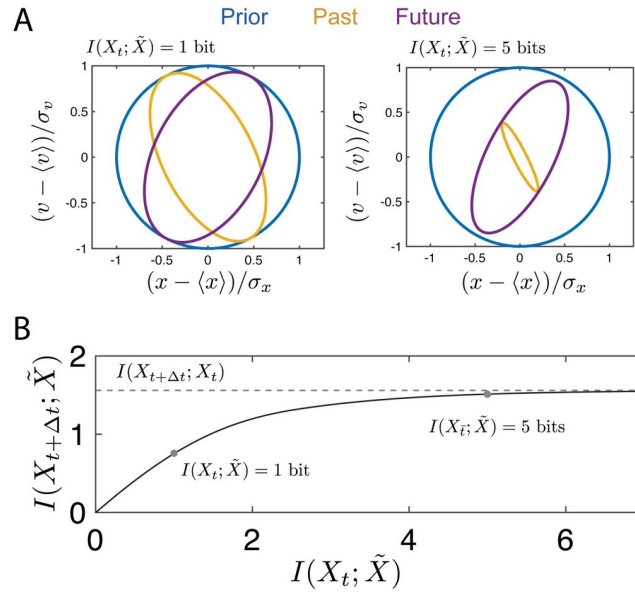 A
Prior Past Future
I(X_t; X̃) = 1 bit
I(X_t; X̃) = 5 bits
(v − ⟨v⟩)/σ_v
1
0.5
0
-0.5
-1
-1 -0.5 0 0.5 1
(x − ⟨x⟩)/σ_x
(v − ⟨v⟩)/σ_v
1
0.5
0
-0.5
-1
-1 -0.5 0 0.5 1
(x − ⟨x⟩)/σ_x
B
I(X_{t+Δt}; X̃)
2
1
0
I(X_{t+Δt}; X_t)
I(X_t; X̃) = 1 bit
I(X_t̄; X̃) = 5 bits
0 2 4 6
I(X_t; X̃)